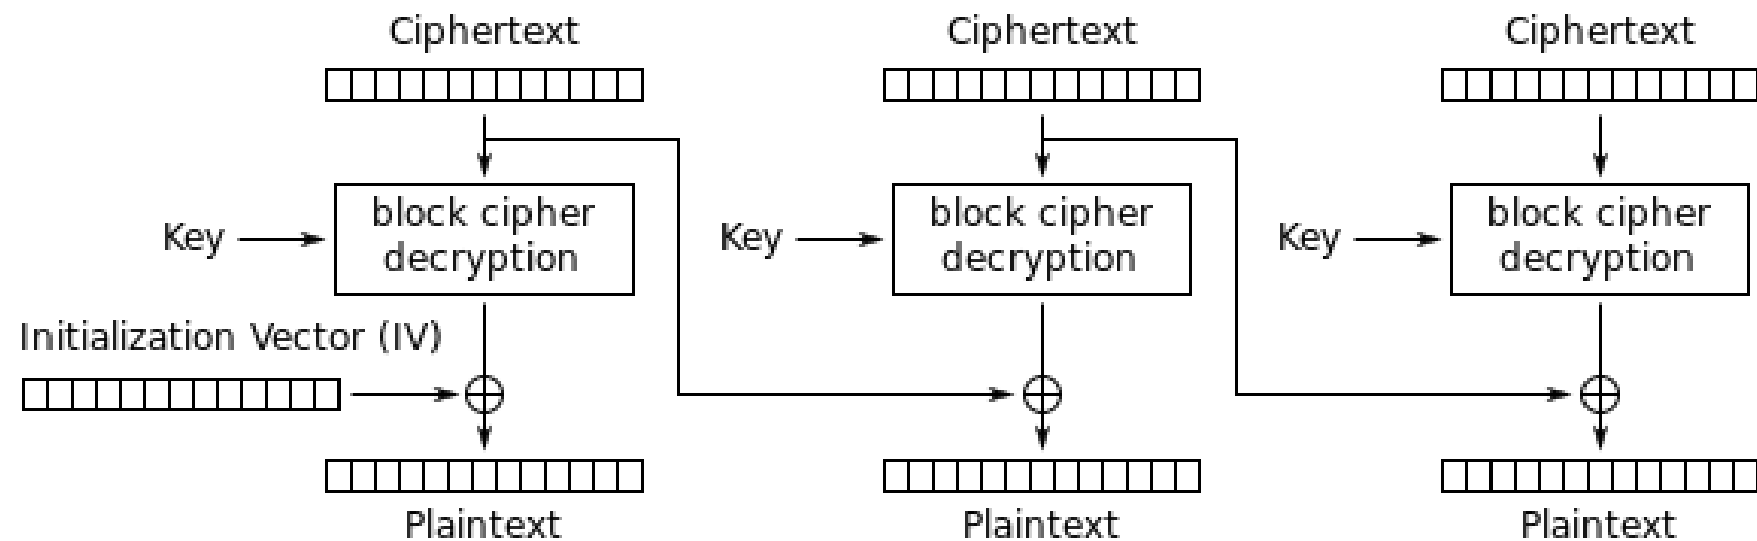 Ciphertext
Ciphertext
Ciphertext
Key
block cipher
decryption
Key
block cipher
decryption
Key
block cipher
decryption
Initialization Vector (IV)
Plaintext
Plaintext
Plaintext